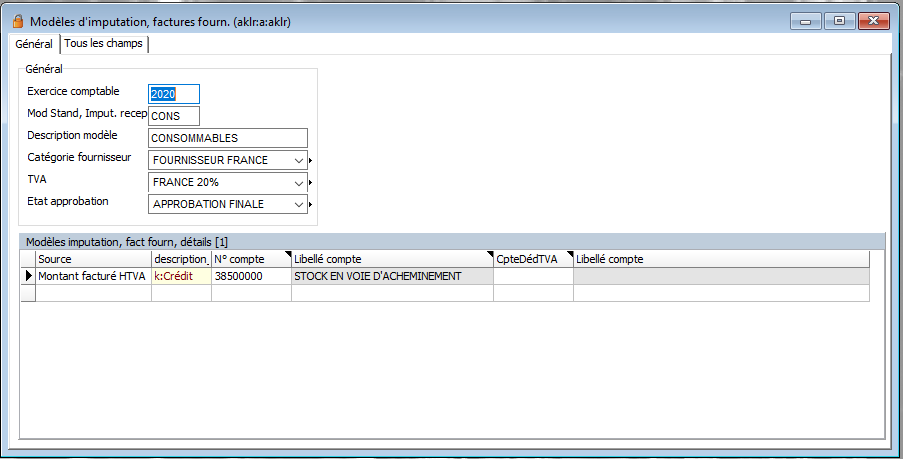 Modèles d'imputation, factures fourn. (aklr:a:aklr)
Général Tous les champs
Général
Exercice comptable 2020
Mod Stand, Imput. recep CONS
Description modèle CONSOMMABLES
Catégorie fournisseur FOURNISSEUR FRANCE
TVA FRANCE 20%
Etat approbation APPROBATION FINALE
Modèles imputation, fact fourn, détails [1]
Source description_ N° compte Libellé compte CpteDédTVA Libellé compte
Montant facturé HTVA k:Crédit 38500000 STOCK EN VOIE D'ACHEMINEMENT